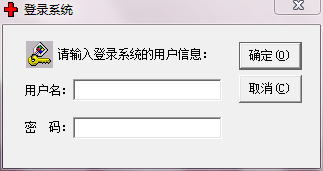 登录系统
请输入登录系统的用户信息：
确定(O)
用户名：
取消(C)
密　码：